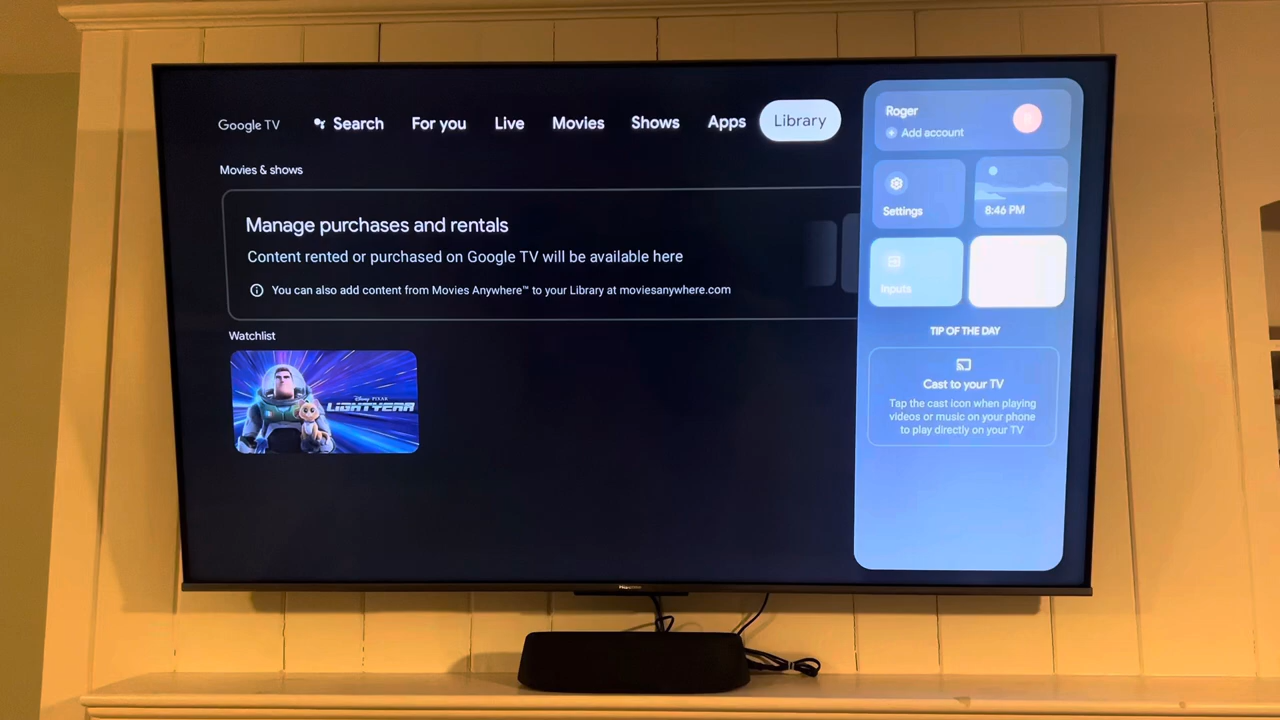 Google TV
Search
For you
Live
Movies
Shows
Apps
Library
Movies & shows
Manage purchases and rentals
Content rented or purchased on Google TV will be available here
You can also add content from Movies Anywhere™ to your Library at moviesanywhere.com
Watchlist
Disney PIXAR
LIGHTYEAR
Roger
Add account
Settings
8:46 PM
Inputs
TIP OF THE DAY
Cast to your TV
Tap the cast icon when playing
videos or music on your phone
to play directly on your TV